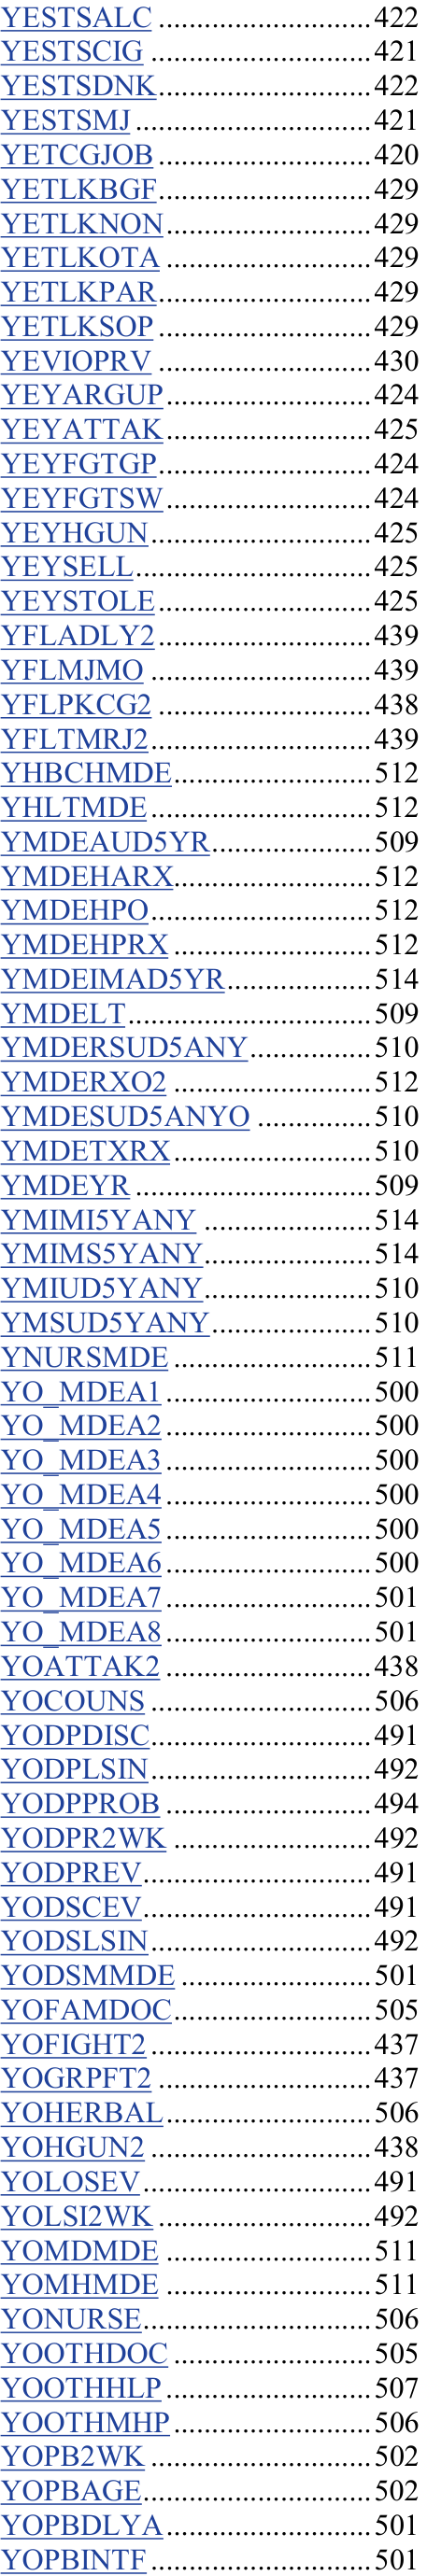 YESTSALC ............................ 422
YESTSCIG ............................. 421
YESTSDNK ............................ 422
YESTSMJ ............................... 421
YETCGJOB ............................ 420
YETLKBGF ............................ 429
YETLKNON ........................... 429
YETLKOTA ........................... 429
YETLKPAR ............................ 429
YETLKSOP ............................ 429
YEVIOPRV ............................ 430
YEYARGUP ........................... 424
YEYATTAK ........................... 425
YEYFGTGP ............................ 424
YEYFGTSW ........................... 424
YEYHGUN ............................. 425
YEYSELL ............................... 425
YEYSTOLE ............................ 425
YFLADLY2 ............................ 439
YFLMJMO ............................. 439
YFLPKCG2 ............................ 438
YFLTMRJ2 ............................. 439
YHBCHMDE .......................... 512
YHLTMDE ............................. 512
YMDEAUD5YR ..................... 509
YMDEHARX .......................... 512
YMDEHPO ............................. 512
YMDEHPRX .......................... 512
YMDEIMAD5YR ................... 514
YMDELT ................................ 509
YMDERSUD5ANY ................ 510
YMDERXO2 .......................... 512
YMDESUD5ANYO ............... 510
YMDETXRX .......................... 510
YMDEYR ............................... 509
YMIMI5YANY ...................... 514
YMIMS5YANY ...................... 514
YMIUD5YANY ...................... 510
YMSUD5YANY ..................... 510
YNURSMDE .......................... 511
YO_MDEA1 ........................... 500
YO_MDEA2 ........................... 500
YO_MDEA3 ........................... 500
YO_MDEA4 ........................... 500
YO_MDEA5 ........................... 500
YO_MDEA6 ........................... 500
YO_MDEA7 ........................... 501
YO_MDEA8 ........................... 501
YOATTAK2 ........................... 438
YOCOUNS ............................. 506
YODPDISC ............................. 491
YODPLSIN ............................. 492
YODPPROB ........................... 494
YODPR2WK .......................... 492
YODPREV .............................. 491
YODSCEV .............................. 491
YODSLSIN ............................. 492
YODSMMDE ......................... 501
YOFAMDOC .......................... 505
YOFIGHT2 ............................. 437
YOGRPFT2 ............................ 437
YOHERBAL ........................... 506
YOHGUN2 ............................. 438
YOLOSEV .............................. 491
YOLSI2WK ............................ 492
YOMDMDE ........................... 511
YOMHMDE ........................... 511
YONURSE .............................. 506
YOOTHDOC .......................... 505
YOOTHHLP ........................... 507
YOOTHMHP .......................... 506
YOPB2WK ............................. 502
YOPBAGE .............................. 502
YOPBDLYA ........................... 501
YOPBINTF ............................. 501